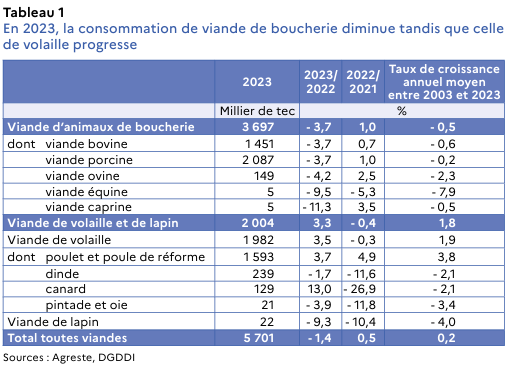 Tableau 1
En 2023, la consommation de viande de boucherie diminue tandis que celle
de volaille progresse
2023 2023/2022 2022/2021 Taux de croissance annuel moyen entre 2003 et 2023
Millier de tec %
Viande d'animaux de boucherie 3 697 - 3,7 1,0 - 0,5
dont viande bovine 1 451 - 3,7 0,7 - 0,6
viande porcine 2 087 - 3,7 1,0 - 0,2
viande ovine 149 - 4,2 2,5 - 2,3
viande équine 5 - 9,5 - 5,3 - 7,9
viande caprine 5 - 11,3 3,5 - 0,5
Viande de volaille et de lapin 2 004 3,3 - 0,4 1,8
Viande de volaille 1 982 3,5 - 0,3 1,9
dont poulet et poule de réforme 1 593 3,7 4,9 3,8
dinde 239 - 1,7 - 11,6 - 2,1
canard 129 13,0 - 26,9 - 2,1
pintade et oie 21 - 3,9 - 11,8 - 3,4
Viande de lapin 22 - 9,3 - 10,4 - 4,0
Total toutes viandes 5 701 - 1,4 0,5 0,2
Sources : Agreste, DGDDI